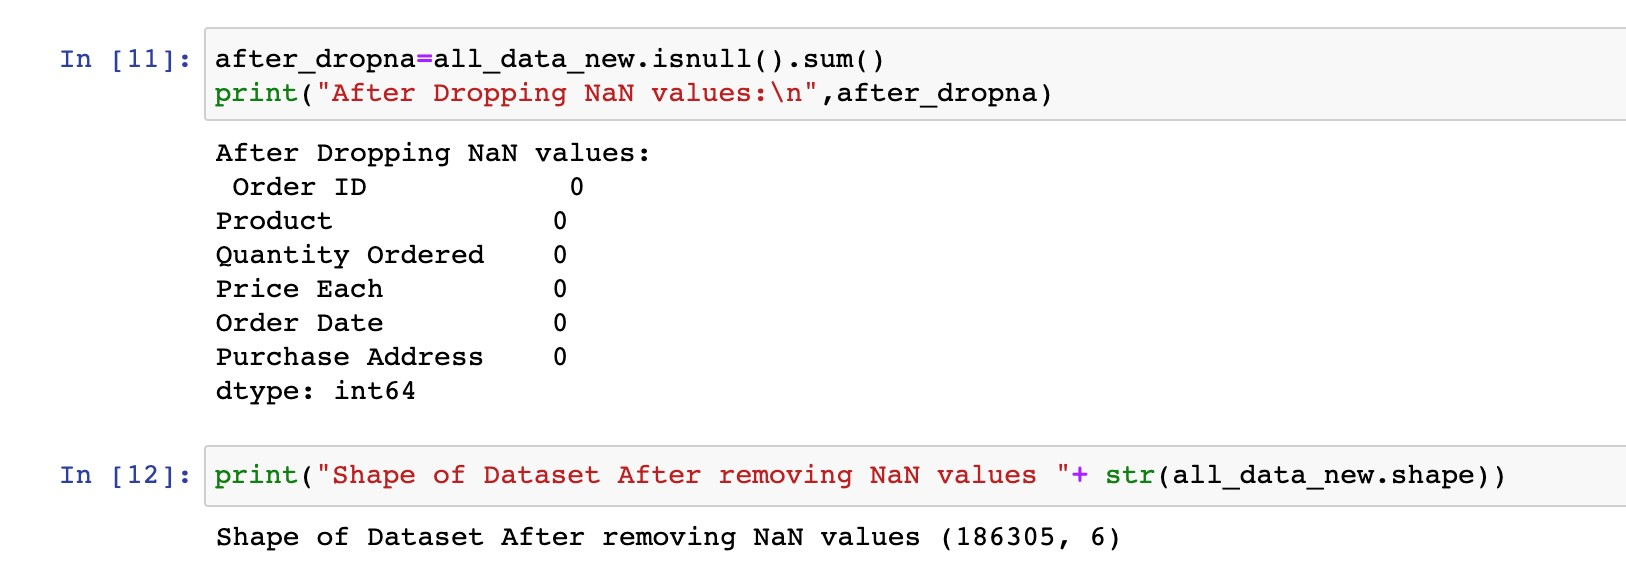 In [11]: after_dropna=all_data_new.isnull().sum()
print("After Dropping NaN values:\n",after_dropna)
After Dropping NaN values:
 Order ID            0
Product             0
Quantity Ordered    0
Price Each          0
Order Date          0
Purchase Address    0
dtype: int64
In [12]: print("Shape of Dataset After removing NaN values "+ str(all_data_new.shape))
Shape of Dataset After removing NaN values (186305, 6)